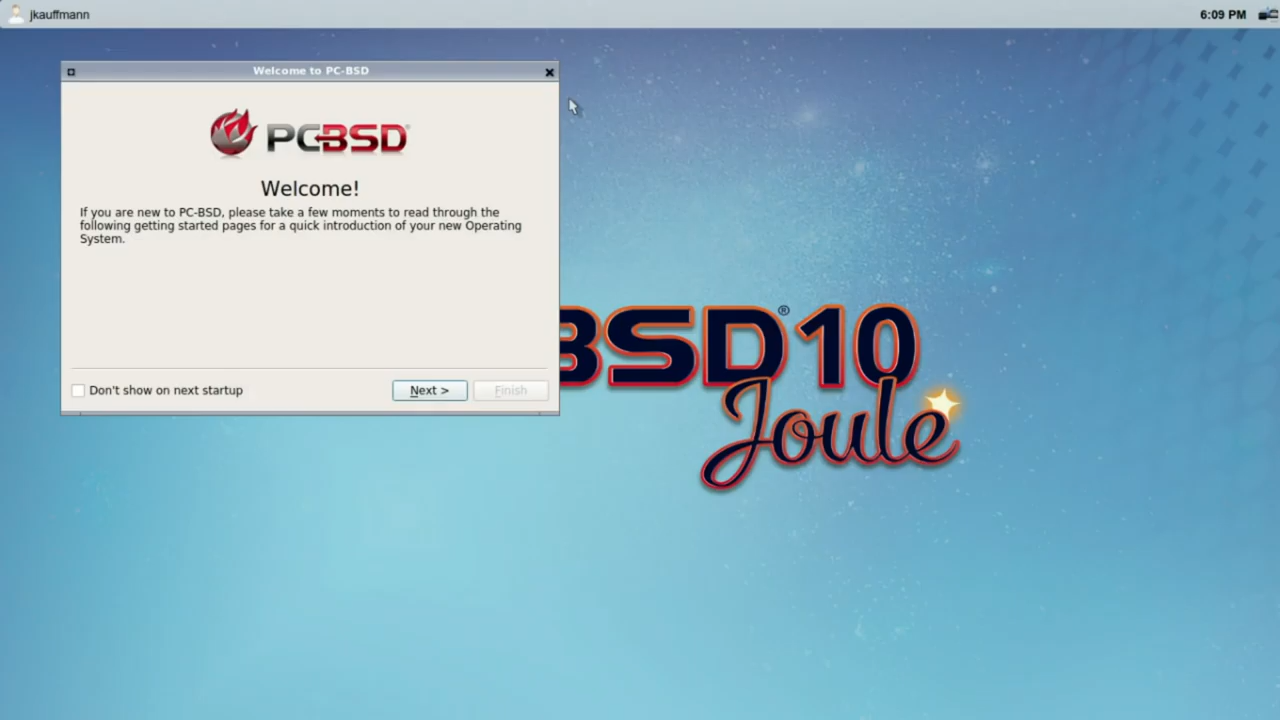 jkauffmann
6:09 PM
Welcome to PC-BSD
PCBSD®
Welcome!
If you are new to PC-BSD, please take a few moments to read through the
following getting started pages for a quick introduction of your new Operating
System.
Don't show on next startup
Next >
Finish
BSD®10
Joule